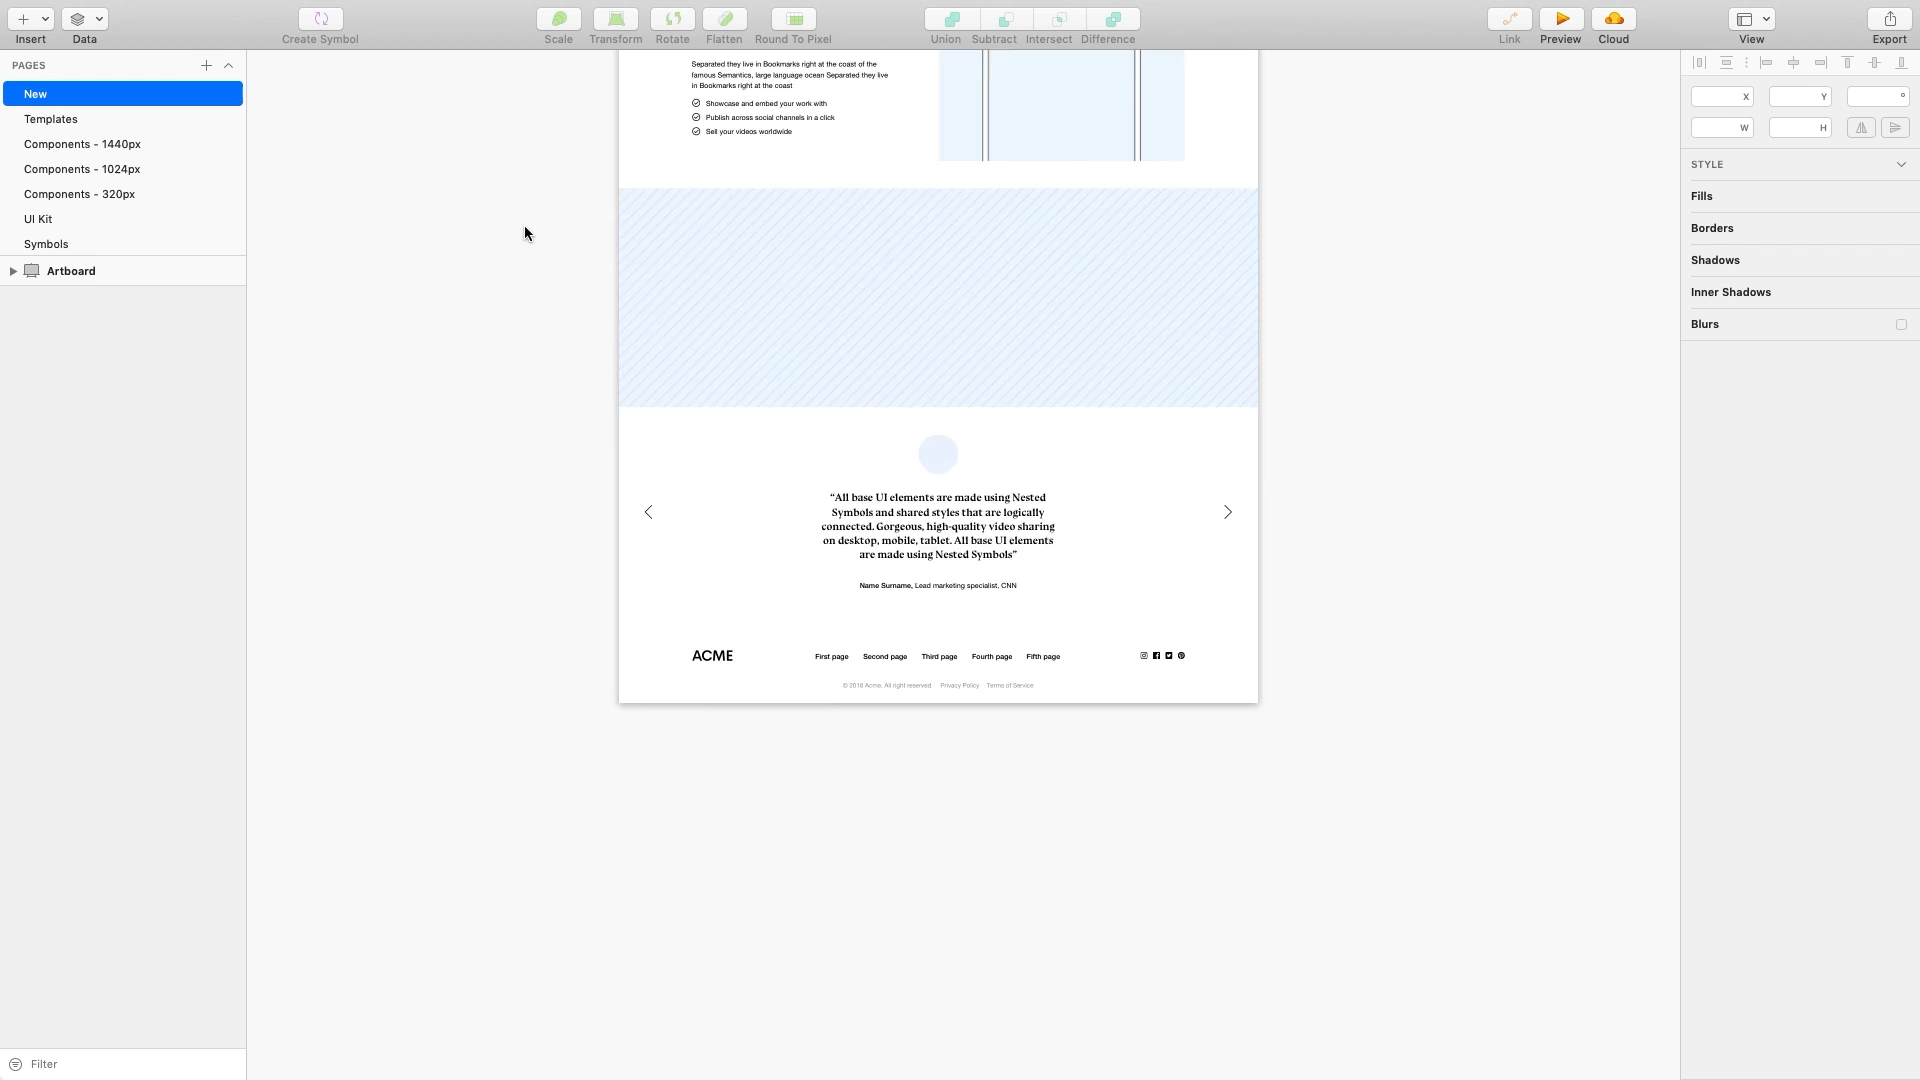 Insert
Data
Create Symbol
Scale
Transform
Rotate
Flatten
Round To Pixel
Union
Subtract
Intersect
Difference
Link
Preview
Cloud
View
Export
PAGES
New
Templates
Components - 1440px
Components - 1024px
Components - 320px
UI Kit
Symbols
Artboard
Filter
Separated they live in Bookmarks right at the coast of the
famous Semantics, large language ocean Separated they live
in Bookmarks right at the coast
Showcase and embed your work with
Publish across social channels in a click
Sell your videos worldwide
“All base UI elements are made using Nested
Symbols and shared styles that are logically
connected. Gorgeous, high-quality video sharing
on desktop, mobile, tablet. All base UI elements
are made using Nested Symbols”
Name Surname, Lead marketing specialist, CNN
ACME
First page
Second page
Third page
Fourth page
Fifth page
© 2018 Acme. All right reserved
Privacy Policy
Terms of Service
X
Y
°
W
H
STYLE
Fills
Borders
Shadows
Inner Shadows
Blurs